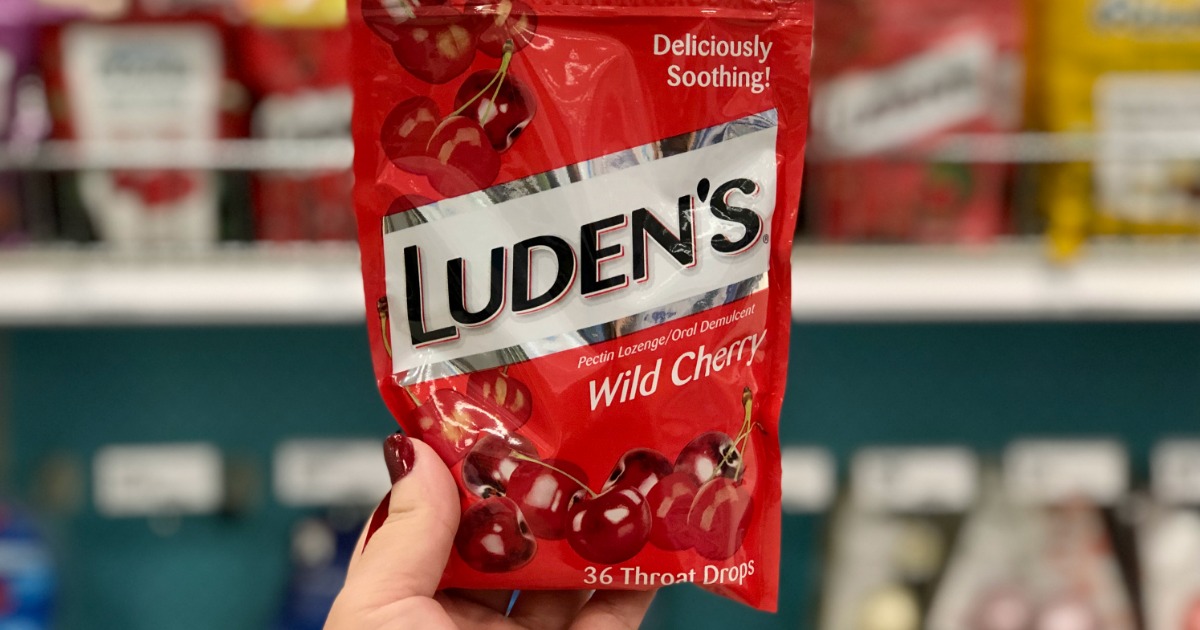 Deliciously
Soothing!
LUDEN'S®
Pectin Lozenge/Oral Demulcent
Wild Cherry
36 Throat Drops